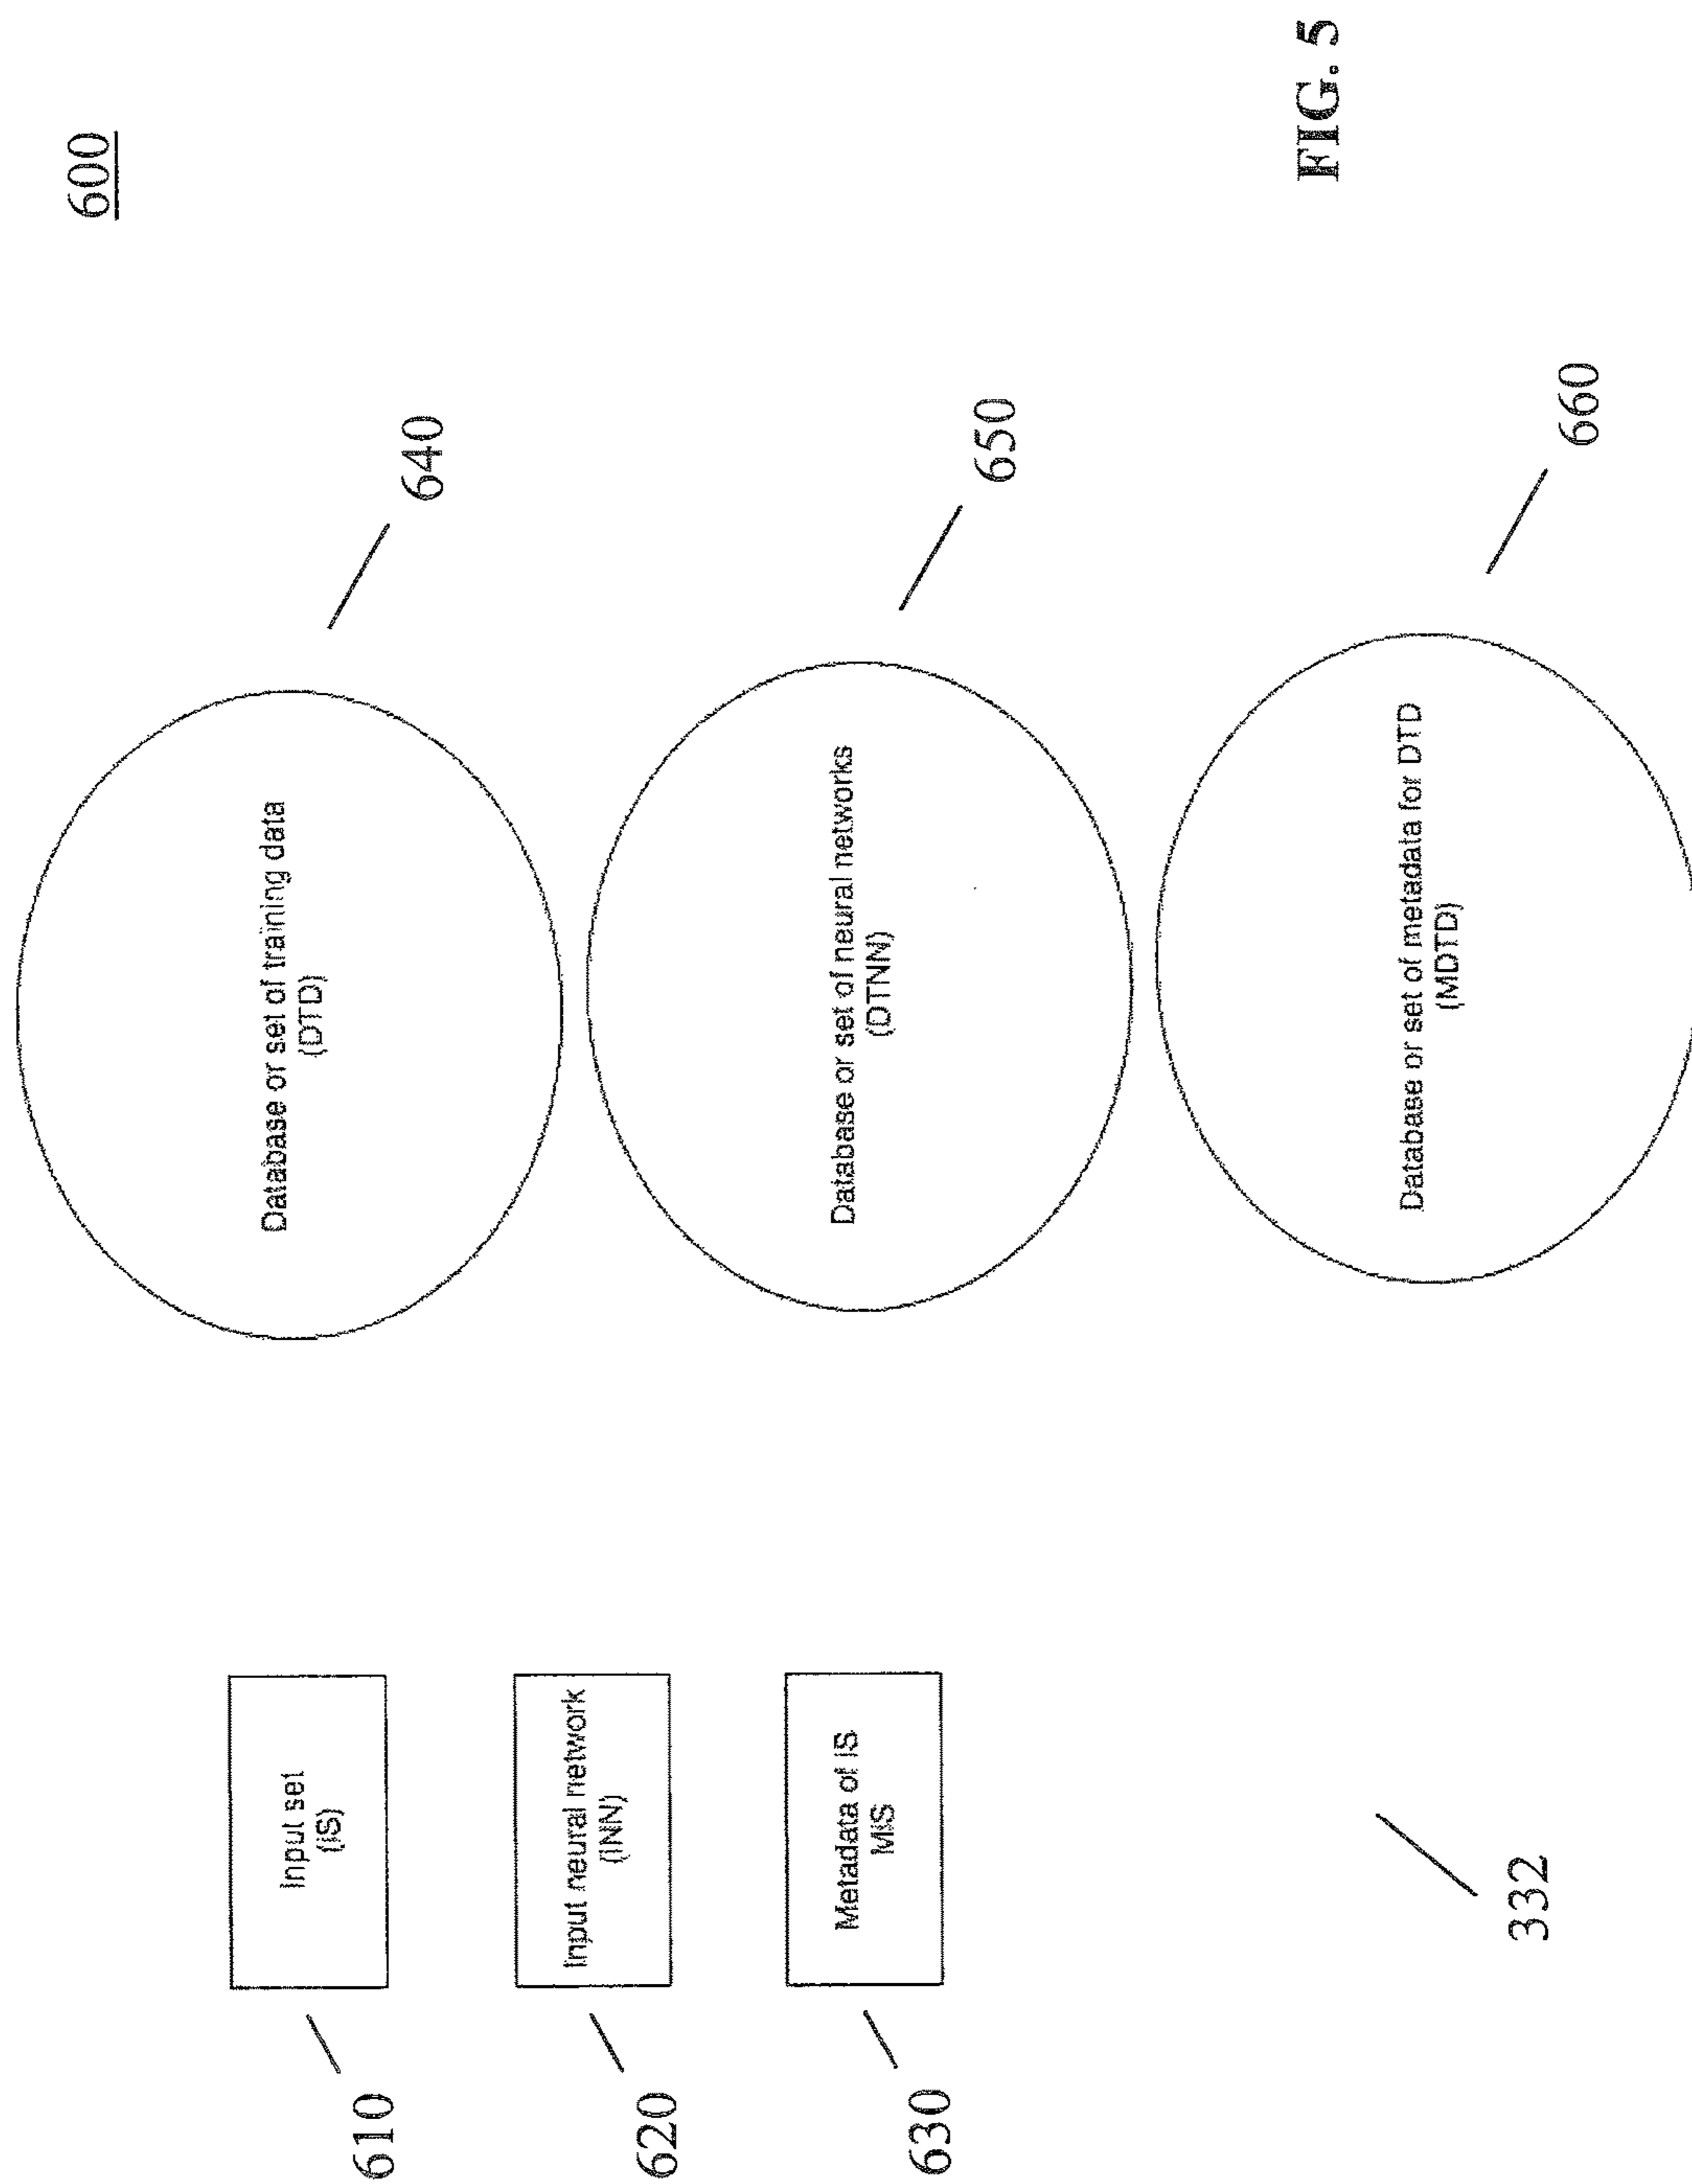 600
610
Input set
(IS)
620
Input neural network
(INN)
630
Metadata of IS
MIS
332
Database or set of training data
(DTD)
640
Database or set of neural networks
(DTNN)
650
Database or set of metadata for DTD
(MDTD)
660
FIG. 5